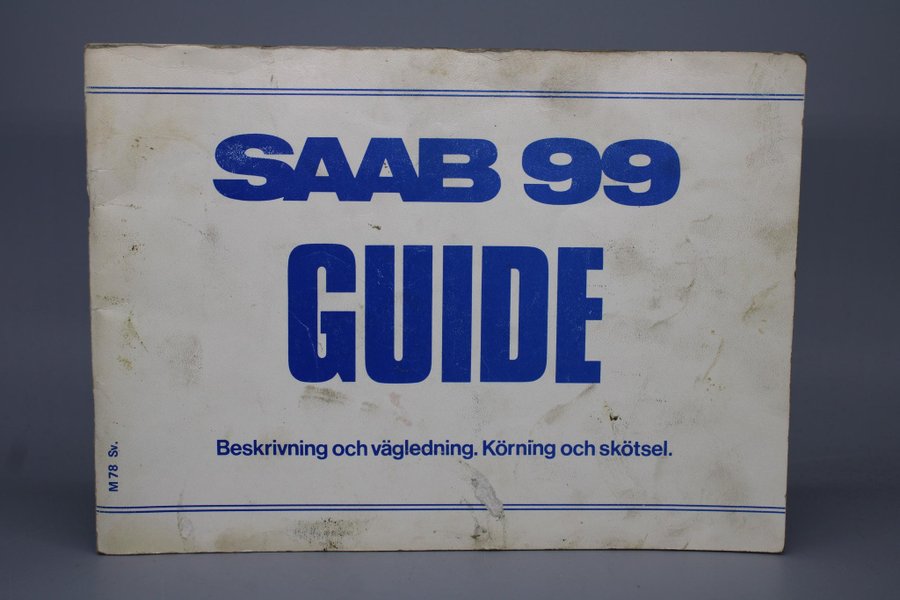 SAAB 99
GUIDE
Beskrivning och vägledning. Körning och skötsel.
M 78 Sv.